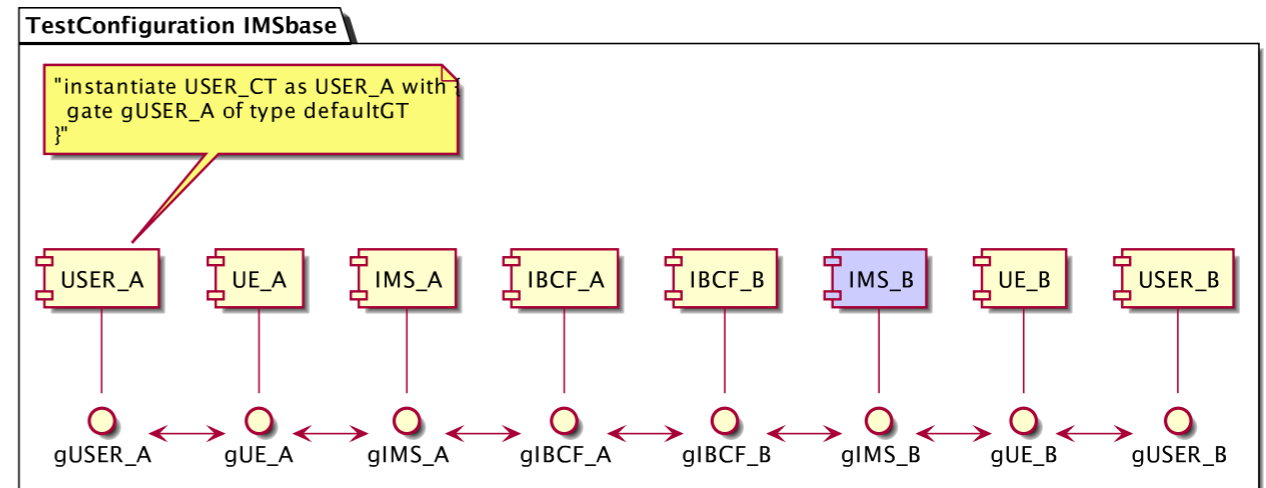 TestConfiguration IMSbase
"instantiate USER_CT as USER_A with {
gate gUSER_A of type defaultGT
}"
USER_A UE_A IMS_A IBCF_A IBCF_B IMS_B UE_B USER_B
gUSER_A gUE_A gIMS_A gIBCF_A gIBCF_B gIMS_B gUE_B gUSER_B